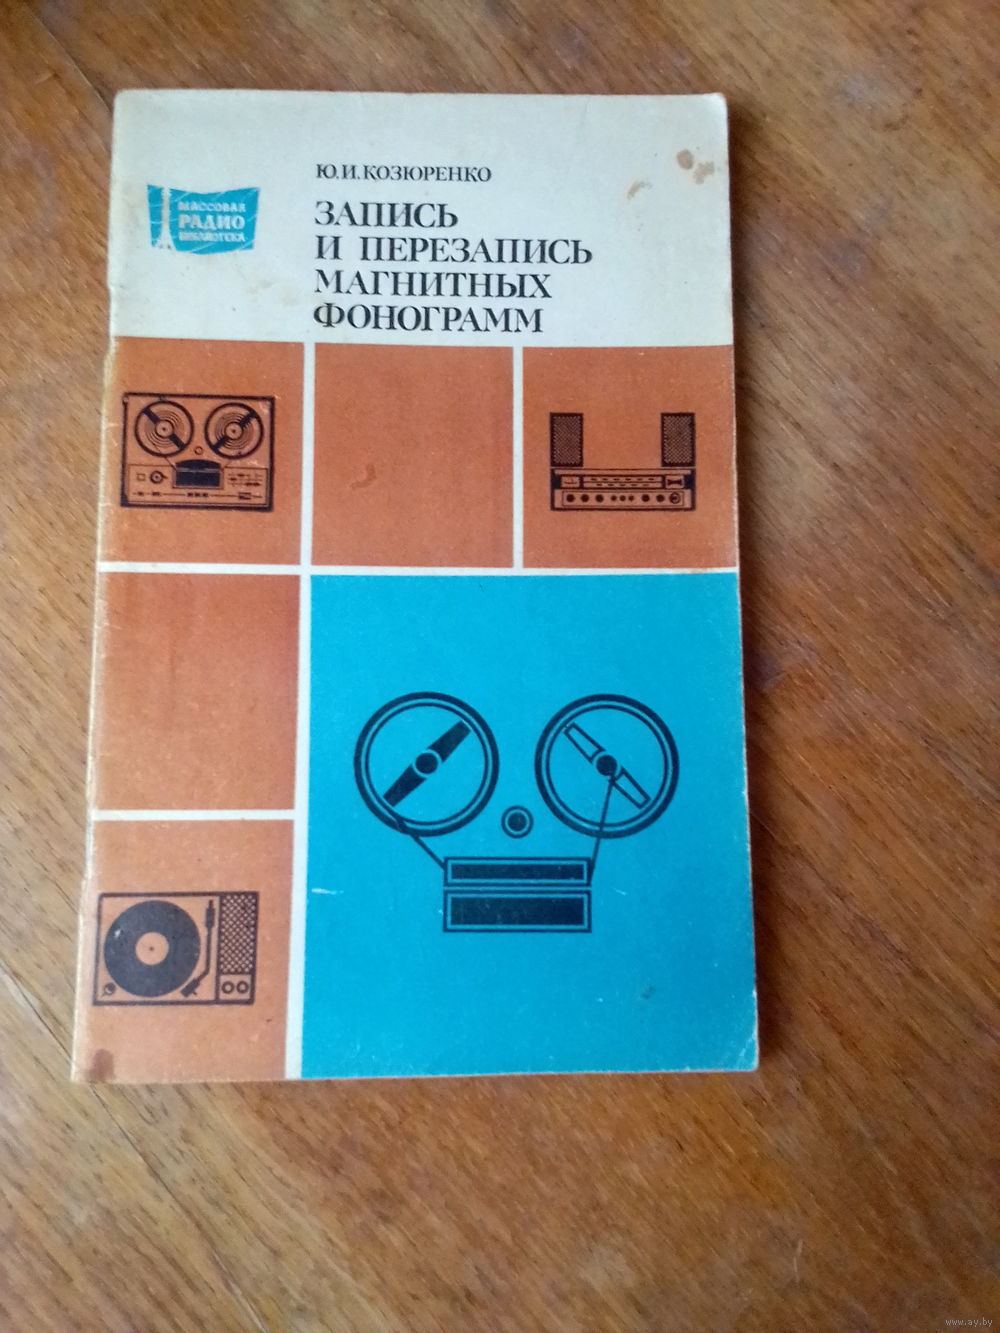 Ю.И.КОЗЮРЕНКО
МАССОВАЯ
РАДИО
БИБЛИОТЕКА
ЗАПИСЬ
И ПЕРЕЗАПИСЬ
МАГНИТНЫХ
ФОНОГРАММ
www.ay.by